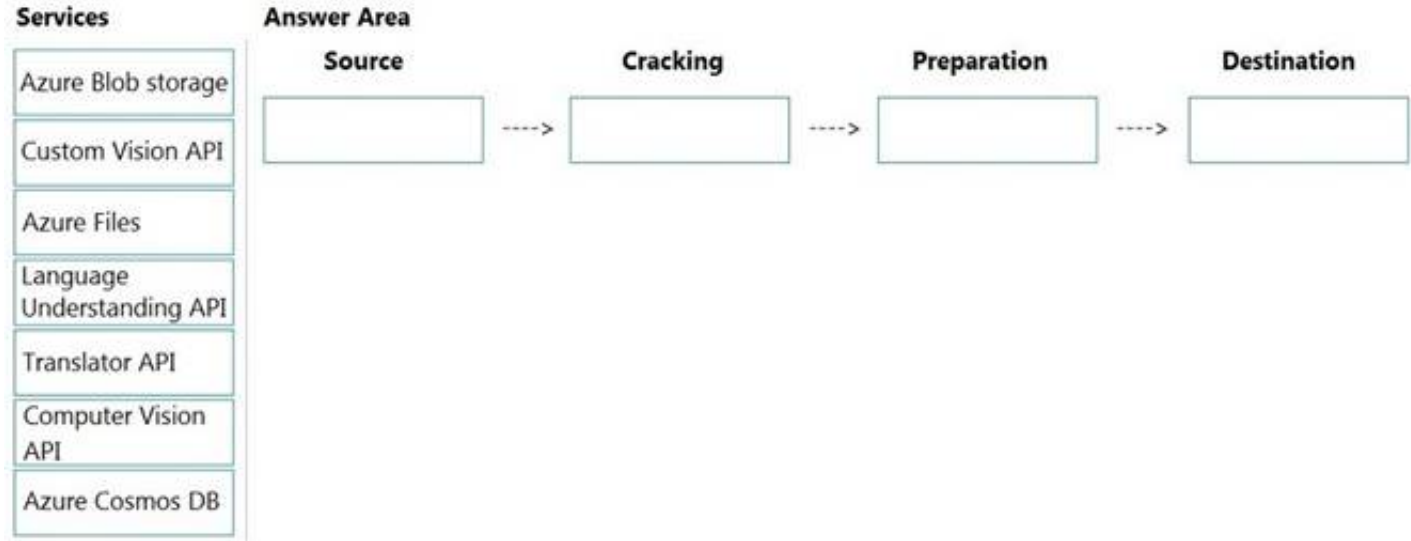 Services
Answer Area
Source
Cracking
Preparation
Destination
Azure Blob storage
Custom Vision API
Azure Files
Language
Understanding API
Translator API
Computer Vision
API
Azure Cosmos DB
---->
---->
---->